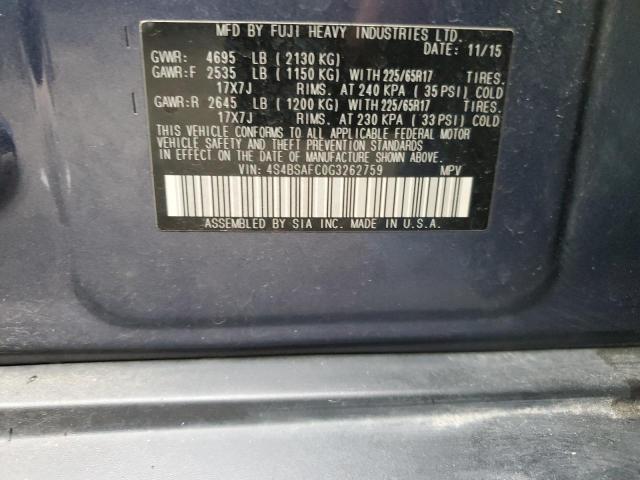 MFD BY FUJI HEAVY INDUSTRIES LTD.
DATE: 11/15
GVWR: 4695 LB ( 2130 KG)
GAWR:F 2535 LB ( 1150 KG) WITH 225/65R17 TIRES.
17X7J RIMS. AT 240 KPA ( 35 PSI) COLD
GAWR:R 2645 LB ( 1200 KG) WITH 225/65R17 TIRES.
17X7J RIMS. AT 230 KPA ( 33 PSI) COLD
THIS VEHICLE CONFORMS TO ALL APPLICABLE FEDERAL MOTOR
VEHICLE SAFETY AND THEFT PREVENTION STANDARDS
IN EFFECT ON THE DATE OF MANUFACTURE SHOWN ABOVE.
VIN: 4S4BSAFC0G3262759 MPV
ASSEMBLED BY SIA INC. MADE IN U.S.A.